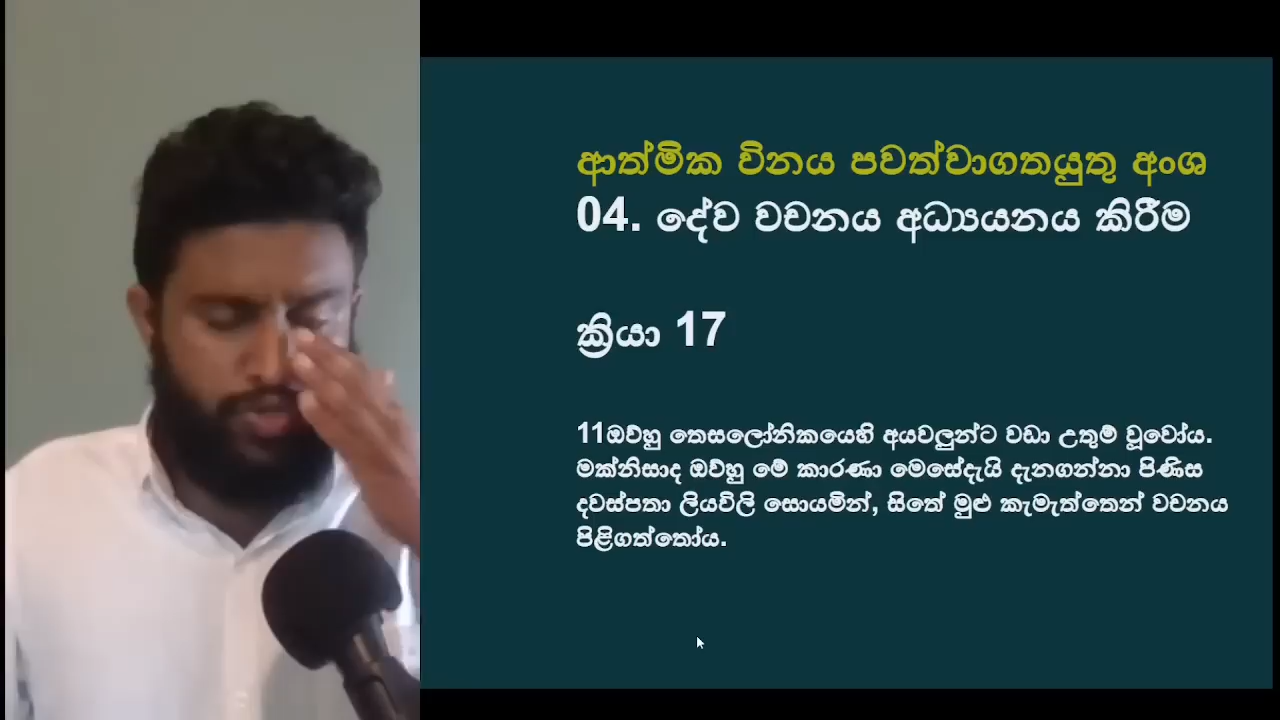 ආත්මික විනය පවත්වාගතයුතු අංශ
04. දේව වචනය අධ්‍යයනය කිරීම
ක්‍රියා 17
11ඔව්හු තෙසලෝනිකයෙහි අයවලුන්ට වඩා උතුම් වූවෝය.
මක්නිසාද ඔව්හු මේ කාරණා මෙසේදැයි දැනගන්නා පිණිස
දවස්පතා ලියවිලි සොයමින්, සිතේ මුළු කැමැත්තෙන් වචනය
පිළිගත්තෝය.